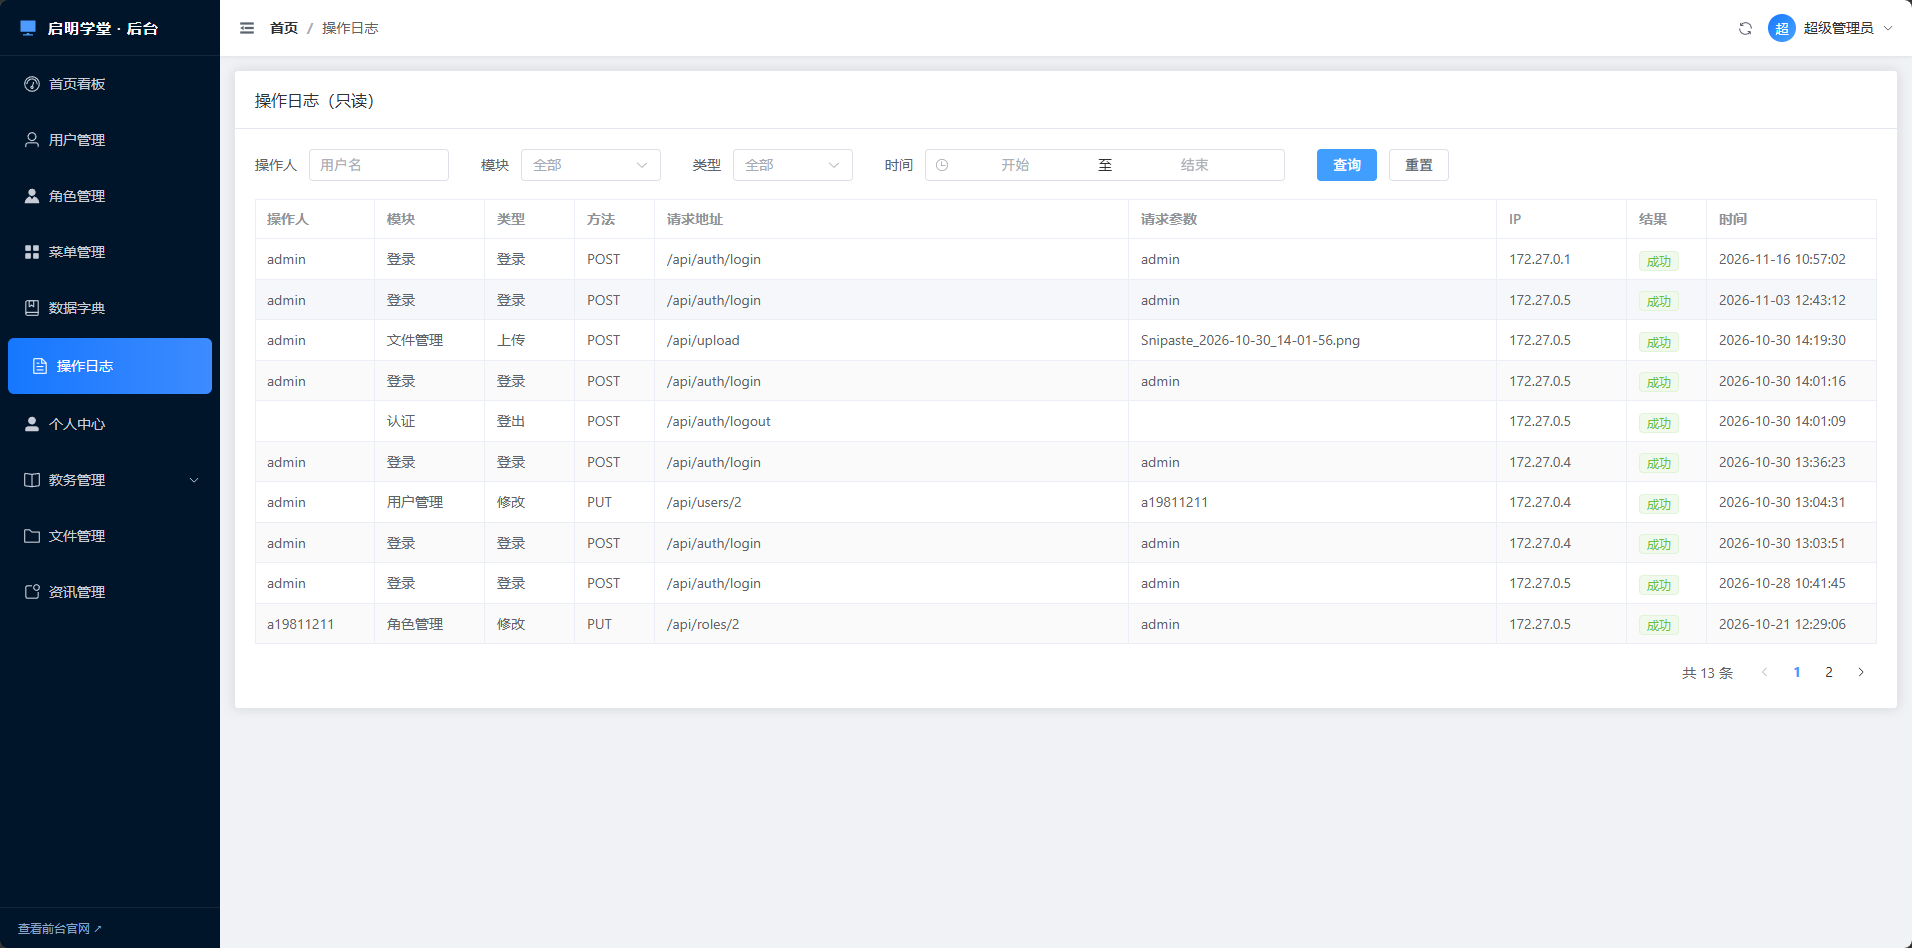 启明学堂 · 后台
首页看板
用户管理
角色管理
菜单管理
数据字典
操作日志
个人中心
教务管理
文件管理
资讯管理
查看前台官网 ↗
首页 / 操作日志
超 超级管理员
操作日志（只读）
操作人 用户名 模块 全部 类型 全部 时间 开始 至 结束 查询 重置
操作人 模块 类型 方法 请求地址 请求参数 IP 结果 时间
admin 登录 登录 POST /api/auth/login admin 172.27.0.1 成功 2026-11-16 10:57:02
admin 登录 登录 POST /api/auth/login admin 172.27.0.5 成功 2026-11-03 12:43:12
admin 文件管理 上传 POST /api/upload Snipaste_2026-10-30_14-01-56.png 172.27.0.5 成功 2026-10-30 14:19:30
admin 登录 登录 POST /api/auth/login admin 172.27.0.5 成功 2026-10-30 14:01:16
认证 登出 POST /api/auth/logout 172.27.0.5 成功 2026-10-30 14:01:09
admin 登录 登录 POST /api/auth/login admin 172.27.0.4 成功 2026-10-30 13:36:23
admin 用户管理 修改 PUT /api/users/2 a19811211 172.27.0.4 成功 2026-10-30 13:04:31
admin 登录 登录 POST /api/auth/login admin 172.27.0.4 成功 2026-10-30 13:03:51
admin 登录 登录 POST /api/auth/login admin 172.27.0.5 成功 2026-10-28 10:41:45
a19811211 角色管理 修改 PUT /api/roles/2 admin 172.27.0.5 成功 2026-10-21 12:29:06
共 13 条 1 2